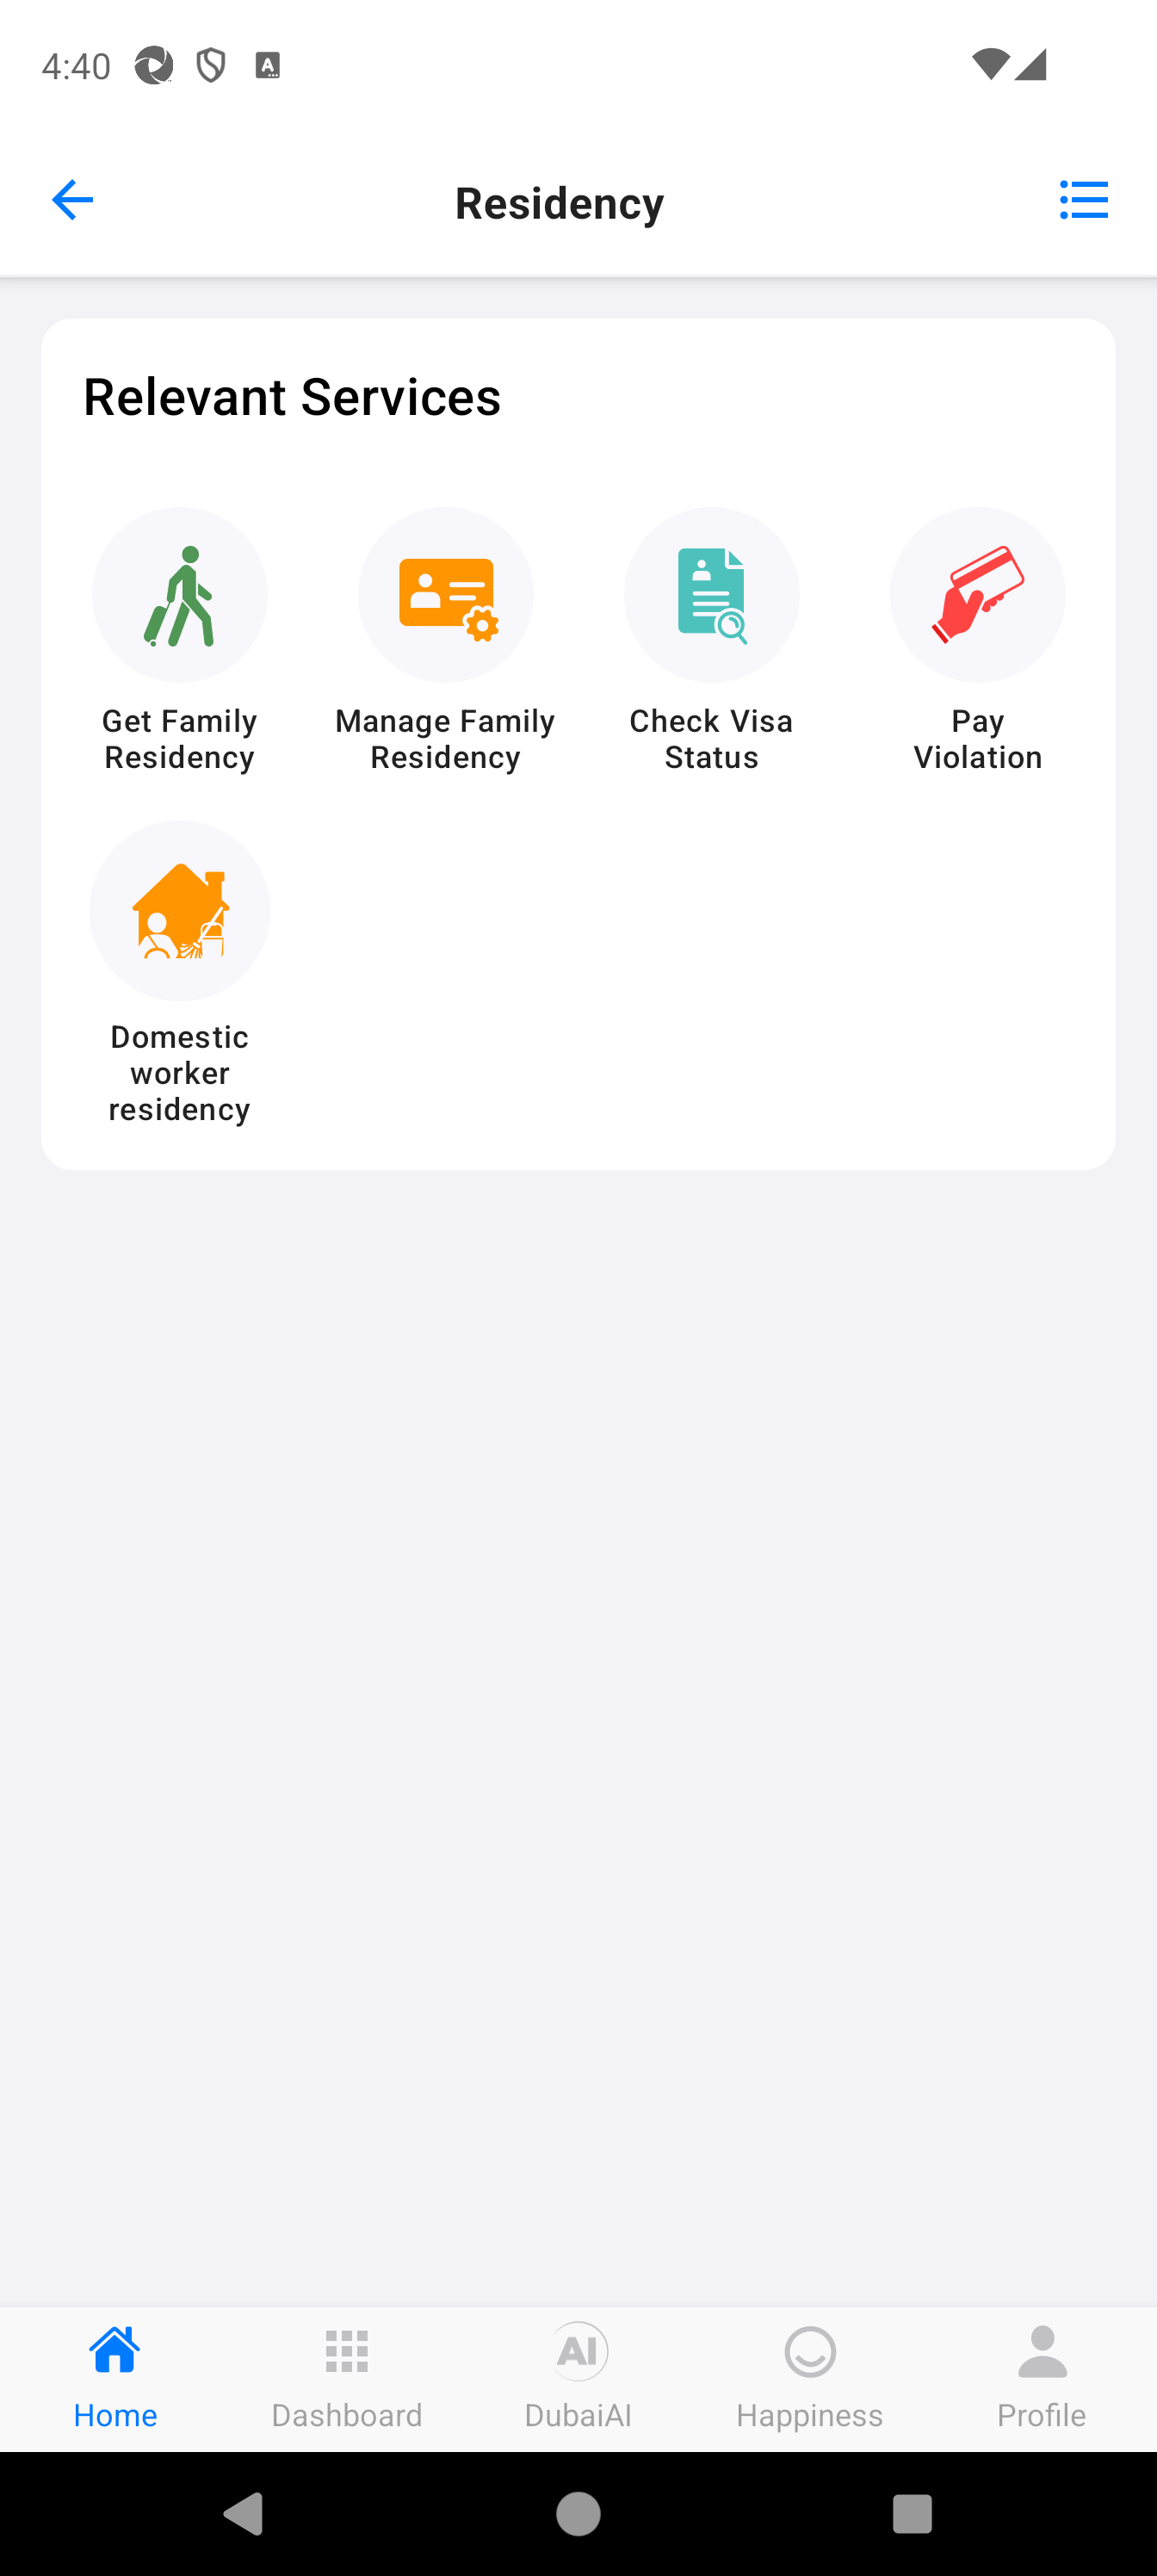 4:40
Residency
Relevant Services
Get Family
Residency
Manage Family
Residency
Check Visa
Status
Pay
Violation
Domestic
worker
residency
AI
Home
Dashboard
DubaiAI
Happiness
Profile